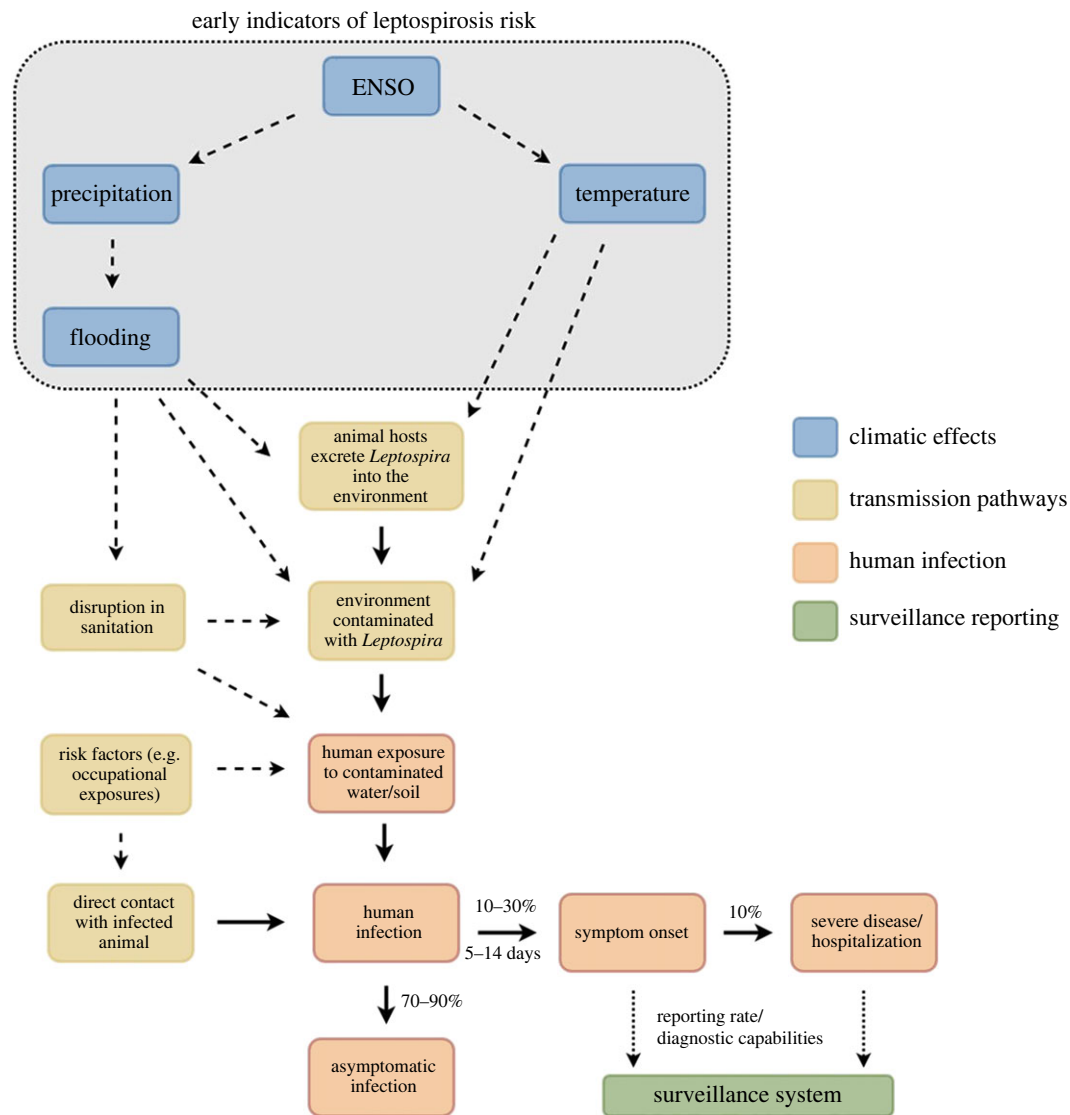 early indicators of leptospirosis risk
ENSO
precipitation
temperature
flooding
animal hosts
excrete Leptospira
into the
environment
climatic effects
transmission pathways
human infection
surveillance reporting
disruption in
sanitation
environment
contaminated
with Leptospira
risk factors (e.g.
occupational
exposures)
human exposure
to contaminated
water/soil
direct contact
with infected
animal
human
infection
10–30%
5–14 days
symptom onset
10%
severe disease/
hospitalization
70–90%
reporting rate/
diagnostic capabilities
asymptomatic
infection
surveillance system